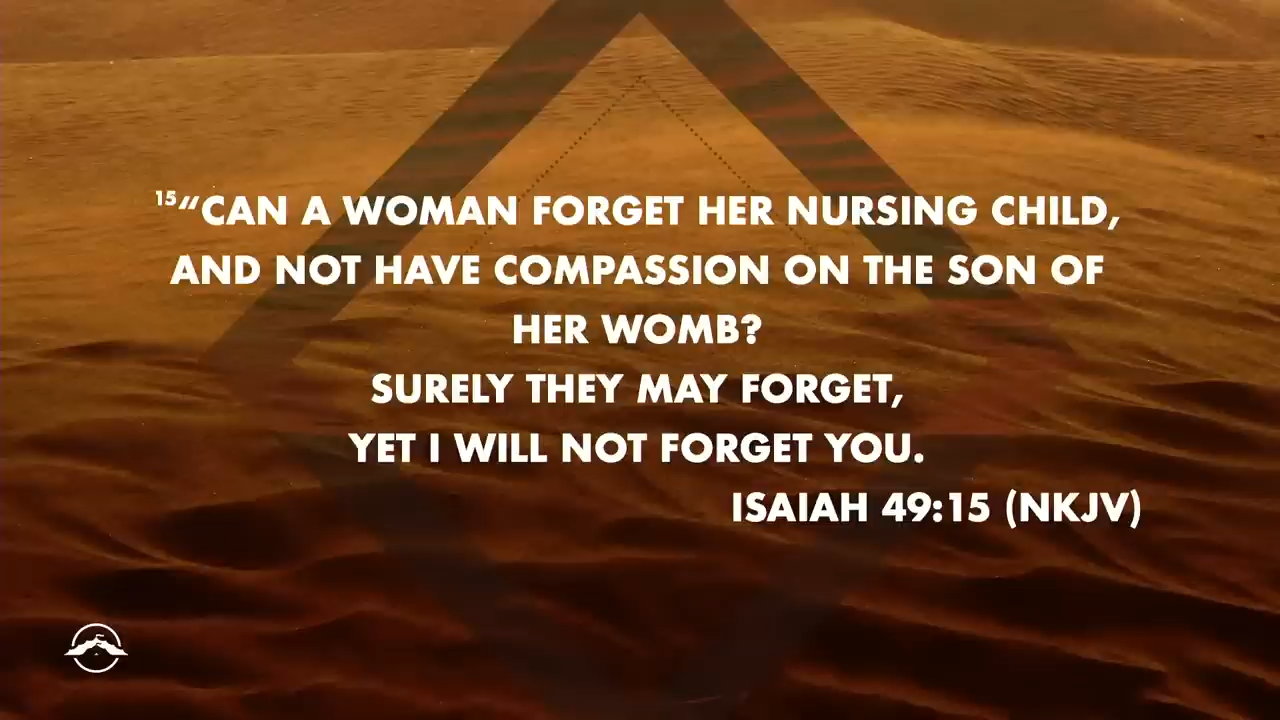 ¹⁵“CAN A WOMAN FORGET HER NURSING CHILD,
AND NOT HAVE COMPASSION ON THE SON OF
HER WOMB?
SURELY THEY MAY FORGET,
YET I WILL NOT FORGET YOU.
ISAIAH 49:15 (NKJV)